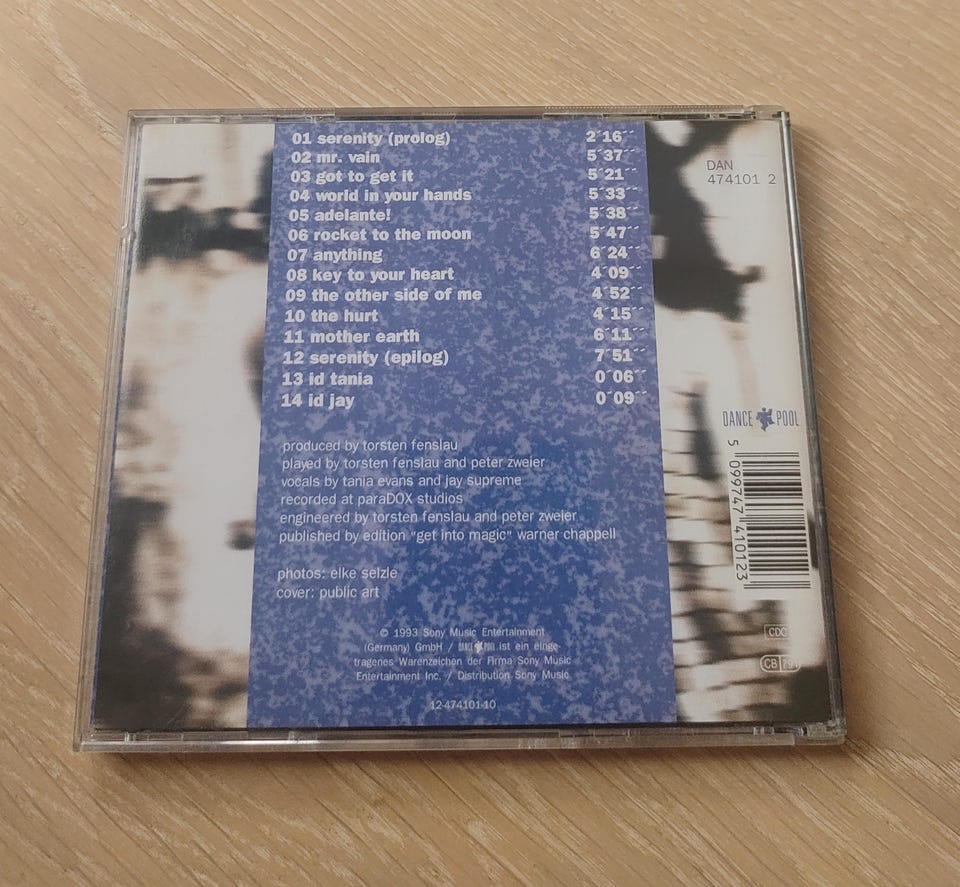 01 serenity (prolog) 2´16´´
02 mr. vain 5´37´´
03 got to get it 5´21´´
04 world in your hands 5´33´´
05 adelante! 5´38´´
06 rocket to the moon 5´47´´
07 anything 6´24´´
08 key to your heart 4´09´´
09 the other side of me 4´52´´
10 the hurt 4´15´´
11 mother earth 6´11´´
12 serenity (epilog) 7´51´´
13 id tania 0´06´´
14 id jay 0´09´´
produced by torsten fenslau
played by torsten fenslau and peter zweier
vocals by tania evans and jay supreme
recorded at paraDOX studios
engineered by torsten fenslau and peter zweier
published by edition "get into magic" warner chappell
photos: elke selzle
cover: public art
© 1993 Sony Music Entertainment
(Germany) GmbH / DANCE POOL ist ein einge-
tragenes Warenzeichen der Firma Sony Music
Entertainment Inc. / Distribution Sony Music
12-474101-10
DAN
474101 2
DANCE POOL
5 099747 410123
CDC
CB 791